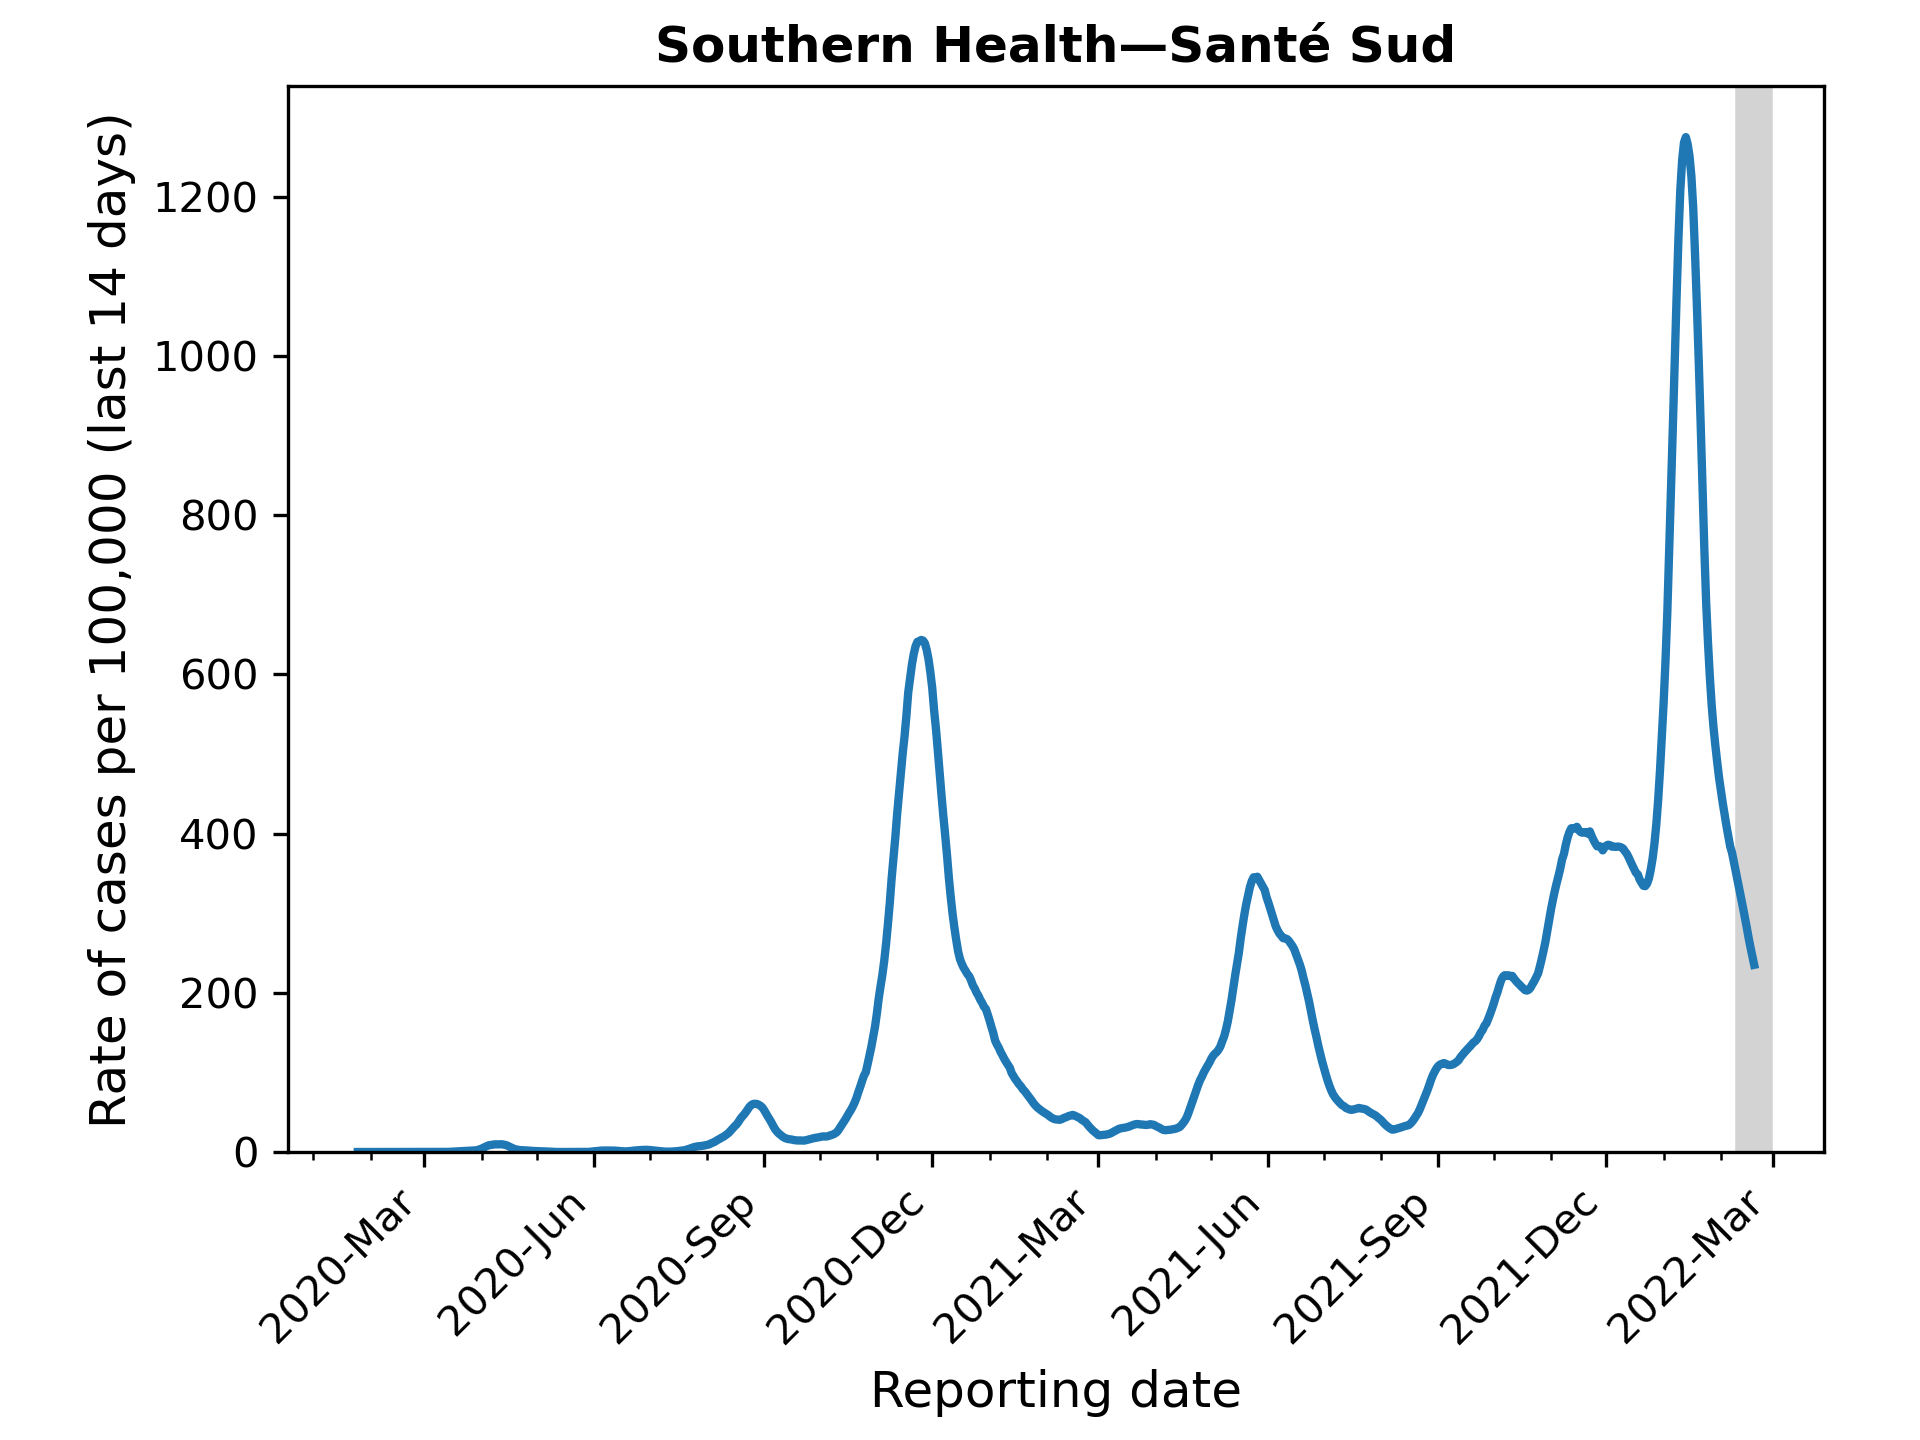 Southern Health—Santé Sud
Rate of cases per 100,000 (last 14 days)
1200
1000
800
600
400
200
0
2020-Mar
2020-Jun
2020-Sep
2020-Dec
2021-Mar
2021-Jun
2021-Sep
2021-Dec
2022-Mar
Reporting date